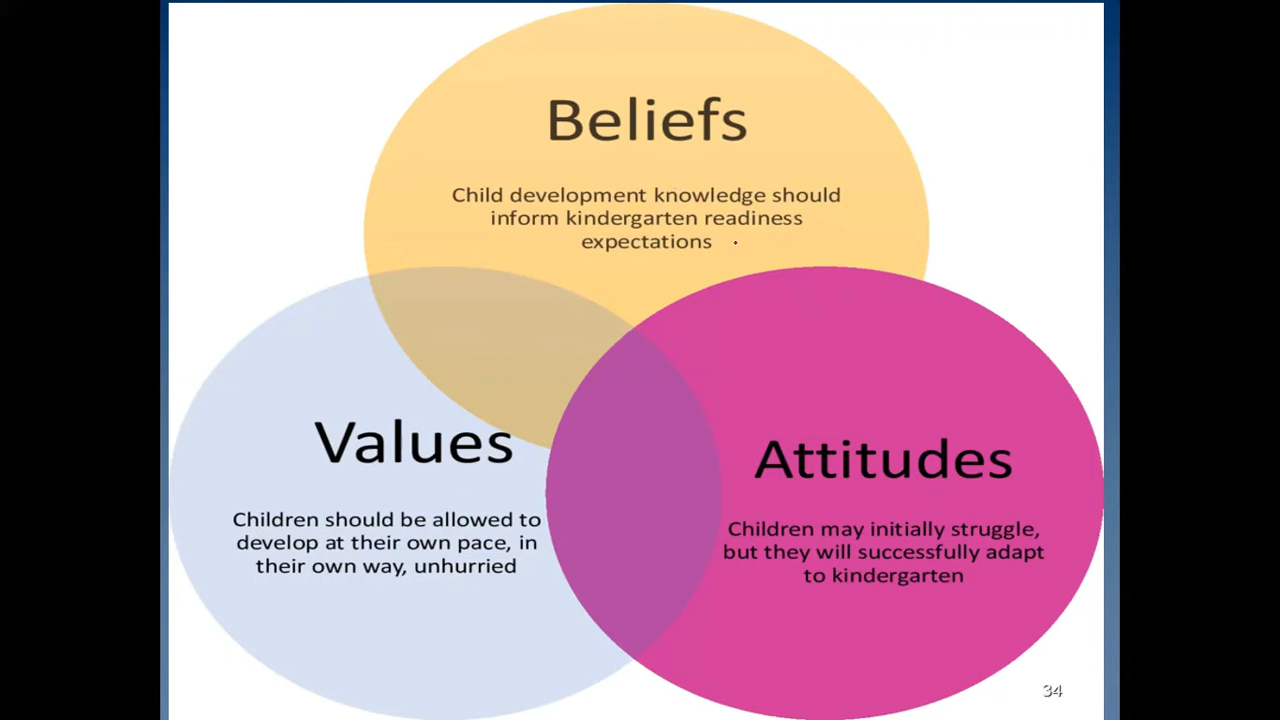 Beliefs
Child development knowledge should
inform kindergarten readiness
expectations
Values
Children should be allowed to
develop at their own pace, in
their own way, unhurried
Attitudes
Children may initially struggle,
but they will successfully adapt
to kindergarten
34